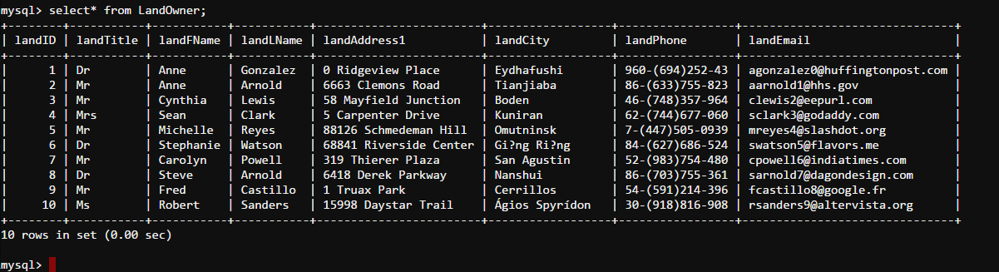 mysql> select* from LandOwner;
+--------+-----------+-----------+-----------+------------------------+-------------------+-----------------+-------------------------------+
| landID | landTitle | landFName | landLName | landAddress1           | landCity          | landPhone       | landEmail                     |
+--------+-----------+-----------+-----------+------------------------+-------------------+-----------------+-------------------------------+
|      1 | Dr        | Anne      | Gonzalez  | 0 Ridgeview Place      | Eydhafushi        | 960-(694)252-43 | agonzalez0@huffingtonpost.com |
|      2 | Mr        | Anne      | Arnold    | 6663 Clemons Road      | Tianjiaba         | 86-(633)755-823 | aarnold1@hhs.gov              |
|      3 | Mr        | Cynthia   | Lewis     | 58 Mayfield Junction   | Boden             | 46-(748)357-964 | clewis2@eepurl.com            |
|      4 | Mrs       | Sean      | Clark     | 5 Carpenter Drive      | Kuniran           | 62-(744)677-060 | sclark3@godaddy.com           |
|      5 | Mr        | Michelle  | Reyes     | 88126 Schmedeman Hill  | Omutninsk         | 7-(447)505-0939 | mreyes4@slashdot.org          |
|      6 | Dr        | Stephanie | Watson    | 68841 Riverside Center | Gi?ng Ri?ng       | 84-(627)686-524 | swatson5@flavors.me           |
|      7 | Mr        | Carolyn   | Powell    | 319 Thierer Plaza      | San Agustin       | 52-(983)754-480 | cpowell6@indiatimes.com       |
|      8 | Dr        | Steve     | Arnold    | 6418 Derek Parkway     | Nanshui           | 86-(703)755-361 | sarnold7@dagondesign.com      |
|      9 | Mr        | Fred      | Castillo  | 1 Truax Park           | Cerrillos         | 54-(591)214-396 | fcastillo8@google.fr          |
|     10 | Ms        | Robert    | Sanders   | 15998 Daystar Trail    | Ágios Spyrídon    | 30-(918)816-908 | rsanders9@altervista.org      |
+--------+-----------+-----------+-----------+------------------------+-------------------+-----------------+-------------------------------+
10 rows in set (0.00 sec)
mysql>